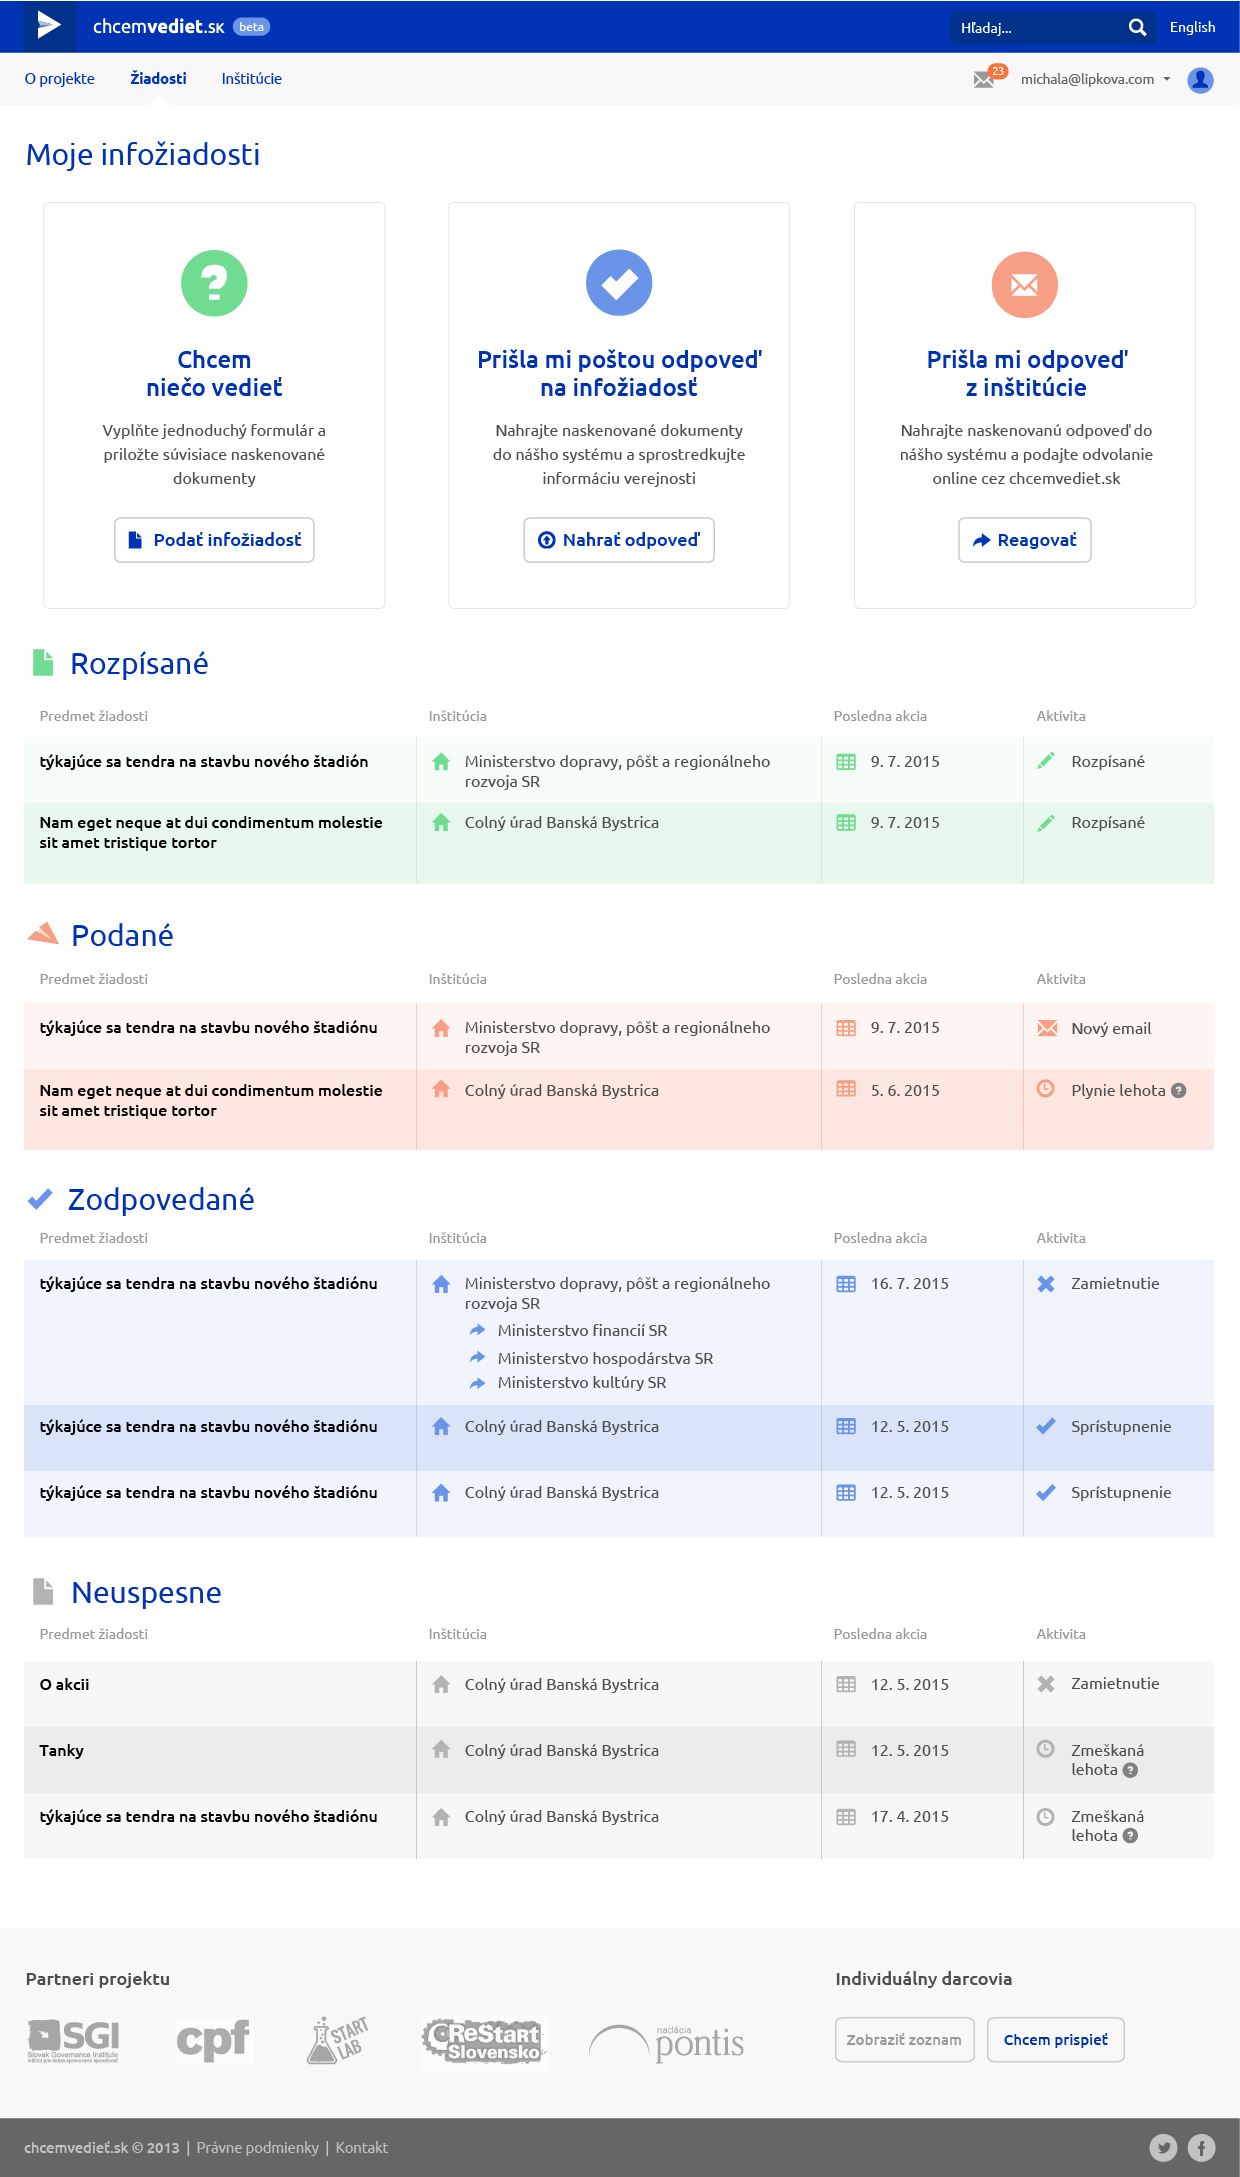 chcemvediet.sk beta
Hľadaj...
English
O projekte
Žiadosti
Inštitúcie
23
michala@lipkova.com
Moje infožiadosti
Chcem
niečo vedieť
Vyplňte jednoduchý formulár a
priložte súvisiace naskenované
dokumenty
Podať infožiadosť
Prišla mi poštou odpoveď
na infožiadosť
Nahrajte naskenované dokumenty
do nášho systému a sprostredkujte
informáciu verejnosti
Nahrať odpoveď
Prišla mi odpoveď
z inštitúcie
Nahrajte naskenovanú odpoveď do
nášho systému a podajte odvolanie
online cez chcemvediet.sk
Reagovať
Rozpísané
Predmet žiadosti Inštitúcia Posledna akcia Aktivita
týkajúce sa tendra na stavbu nového štadión Ministerstvo dopravy, pôšt a regionálneho 9. 7. 2015 Rozpísané
rozvoja SR
Nam eget neque at dui condimentum molestie Colný úrad Banská Bystrica 9. 7. 2015 Rozpísané
sit amet tristique tortor
Podané
Predmet žiadosti Inštitúcia Posledna akcia Aktivita
týkajúce sa tendra na stavbu nového štadiónu Ministerstvo dopravy, pôšt a regionálneho 9. 7. 2015 Nový email
rozvoja SR
Nam eget neque at dui condimentum molestie Colný úrad Banská Bystrica 5. 6. 2015 Plynie lehota ?
sit amet tristique tortor
Zodpovedané
Predmet žiadosti Inštitúcia Posledna akcia Aktivita
týkajúce sa tendra na stavbu nového štadiónu Ministerstvo dopravy, pôšt a regionálneho 16. 7. 2015 Zamietnutie
rozvoja SR
Ministerstvo financií SR
Ministerstvo hospodárstva SR
Ministerstvo kultúry SR
týkajúce sa tendra na stavbu nového štadiónu Colný úrad Banská Bystrica 12. 5. 2015 Sprístupnenie
týkajúce sa tendra na stavbu nového štadiónu Colný úrad Banská Bystrica 12. 5. 2015 Sprístupnenie
Neuspesne
Predmet žiadosti Inštitúcia Posledna akcia Aktivita
O akcii Colný úrad Banská Bystrica 12. 5. 2015 Zamietnutie
Tanky Colný úrad Banská Bystrica 12. 5. 2015 Zmeškaná
lehota ?
týkajúce sa tendra na stavbu nového štadiónu Colný úrad Banská Bystrica 17. 4. 2015 Zmeškaná
lehota ?
Partneri projektu
SGI
Slovak Governance Institute
Inštitút pre dobre spravovanú spoločnosť
cpf
START
LAB
ReStart
Slovensko
nadácia
pontis
Individuálny darcovia
Zobraziť zoznam
Chcem prispieť
chcemvedieť.sk © 2013 | Právne podmienky | Kontakt